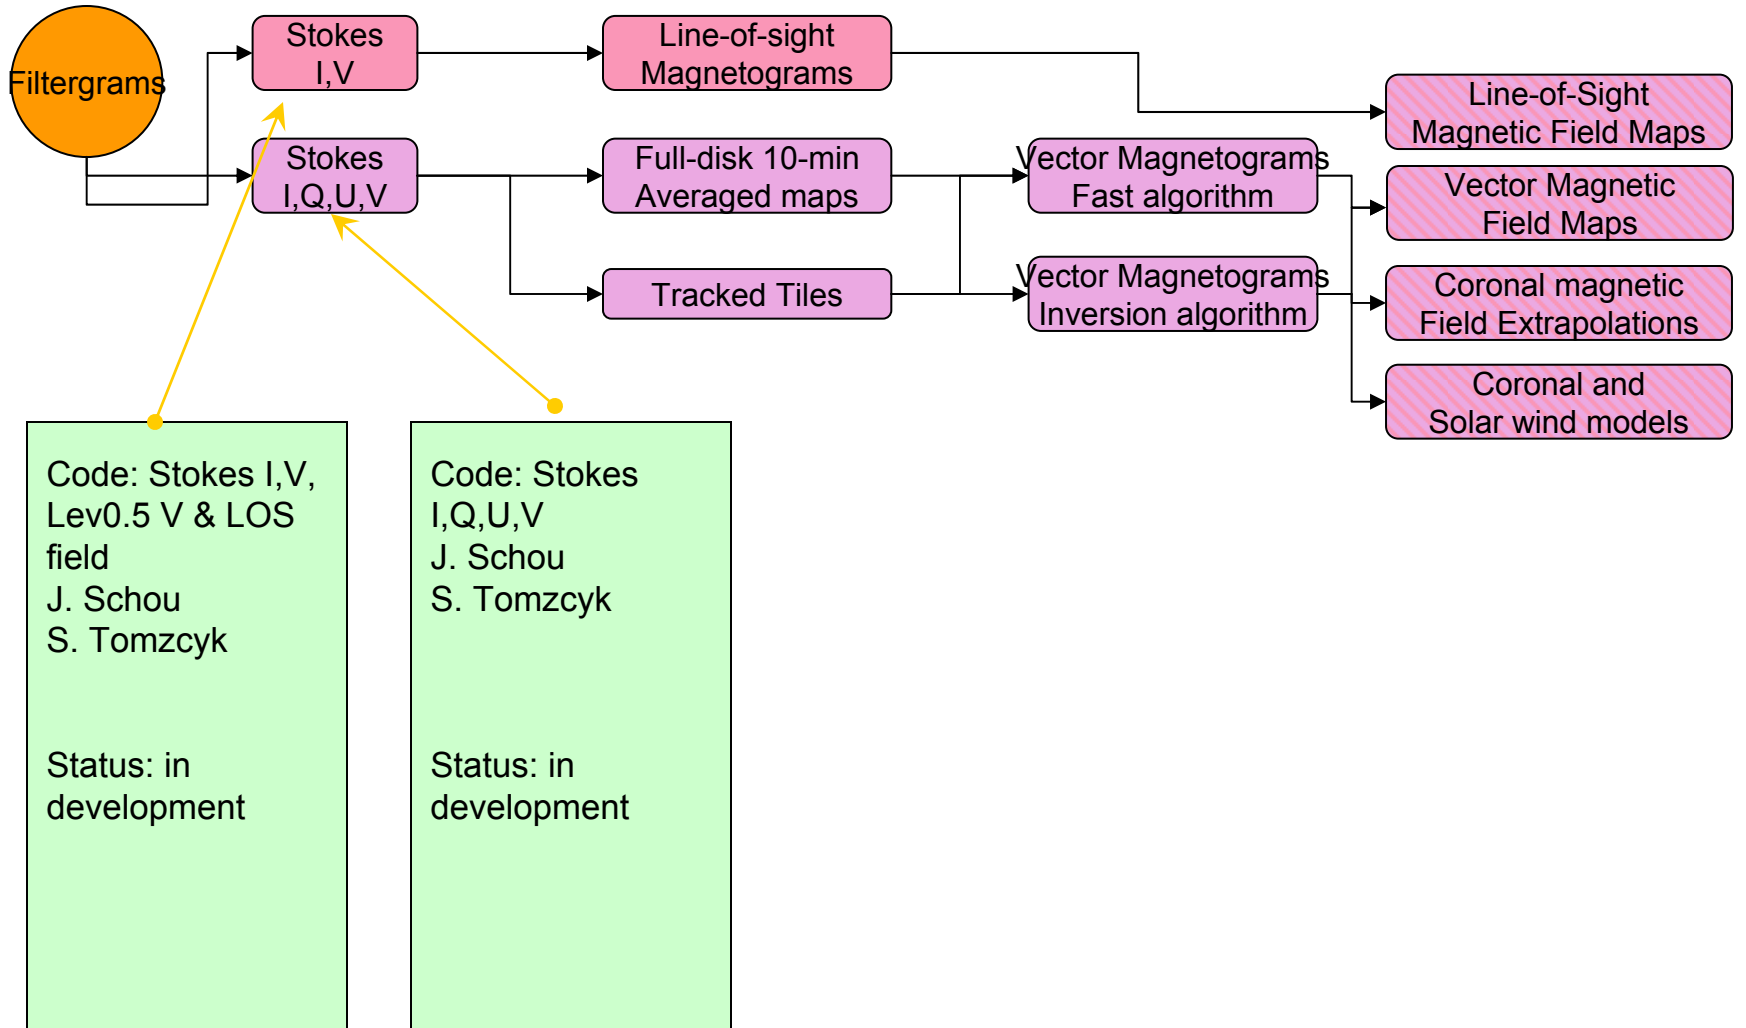 Filtergrams
Stokes
I,V
Line-of-sight
Magnetograms
Line-of-Sight
Magnetic Field Maps
Stokes
I,Q,U,V
Full-disk 10-min
Averaged maps
Vector Magnetograms
Fast algorithm
Vector Magnetic
Field Maps
Tracked Tiles
Vector Magnetograms
Inversion algorithm
Coronal magnetic
Field Extrapolations
Coronal and
Solar wind models
Code: Stokes I,V,
Lev0.5 V & LOS
field
J. Schou
S. Tomzcyk
Status: in
development
Code: Stokes
I,Q,U,V
J. Schou
S. Tomzcyk
Status: in
development